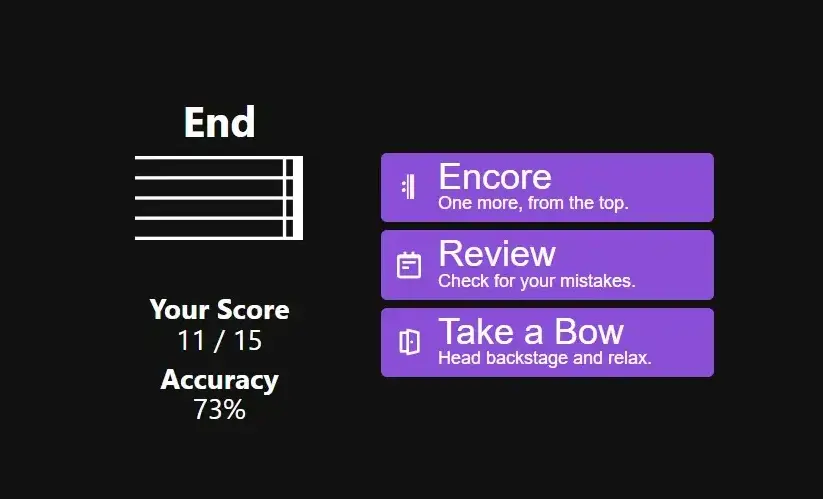 End
Your Score
11 / 15
Accuracy
73%
Encore
One more, from the top.
Review
Check for your mistakes.
Take a Bow
Head backstage and relax.